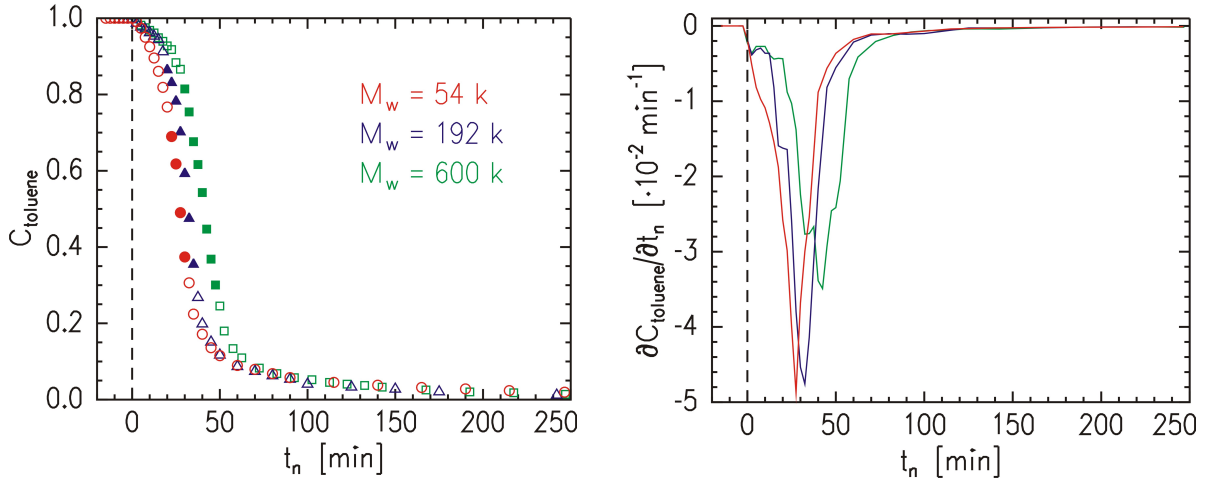 1.0
0.8
0.6
0.4
0.2
0.0
C_toluene
M_w = 54 k
M_w = 192 k
M_w = 600 k
0 50 100 150 200 250
t_n [min]
0
-1
-2
-3
-4
-5
∂C_toluene/∂t_n [·10⁻² min⁻¹]
0 50 100 150 200 250
t_n [min]